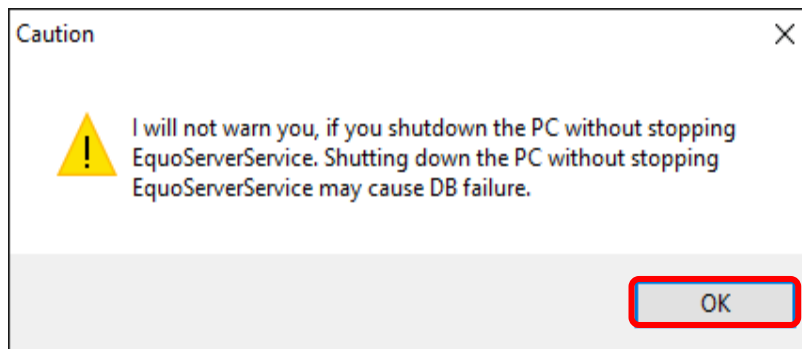 Caution
I will not warn you, if you shutdown the PC without stopping
EquoServerService. Shutting down the PC without stopping
EquoServerService may cause DB failure.
OK